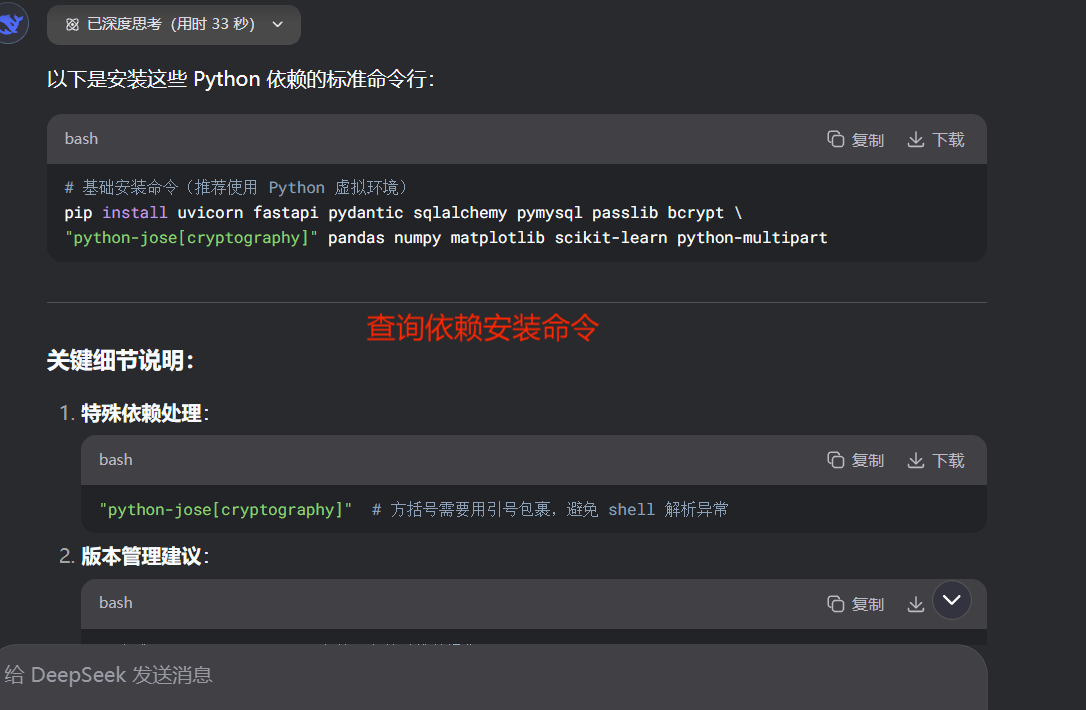 已深度思考（用时 33 秒）
以下是安装这些 Python 依赖的标准命令行：
bash 复制 下载
# 基础安装命令（推荐使用 Python 虚拟环境）
pip install uvicorn fastapi pydantic sqlalchemy pymysql passlib bcrypt \
"python-jose[cryptography]" pandas numpy matplotlib scikit-learn python-multipart
查询依赖安装命令
关键细节说明：
1. 特殊依赖处理：
bash 复制 下载
"python-jose[cryptography]" # 方括号需要用引号包裹，避免 shell 解析异常
2. 版本管理建议：
bash 复制
给 DeepSeek 发送消息